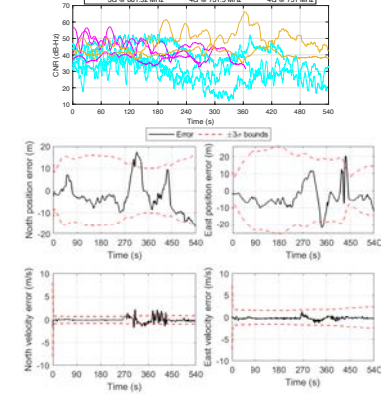 70
60
50
40
30
20
10
CNR (dB-Hz)
0 60 120 180 240 300 360 420 480 540
Time (s)
Error ±3σ bounds
20
10
0
-10
-20
North position error (m)
0 90 180 270 360 450 540
Time (s)
20
10
0
-10
-20
East position error (m)
0 90 180 270 360 450 540
Time (s)
10
5
0
-5
-10
North velocity error (m/s)
0 90 180 270 360 450 540
Time (s)
10
5
0
-5
-10
East velocity error (m/s)
0 90 180 270 360 450 540
Time (s)